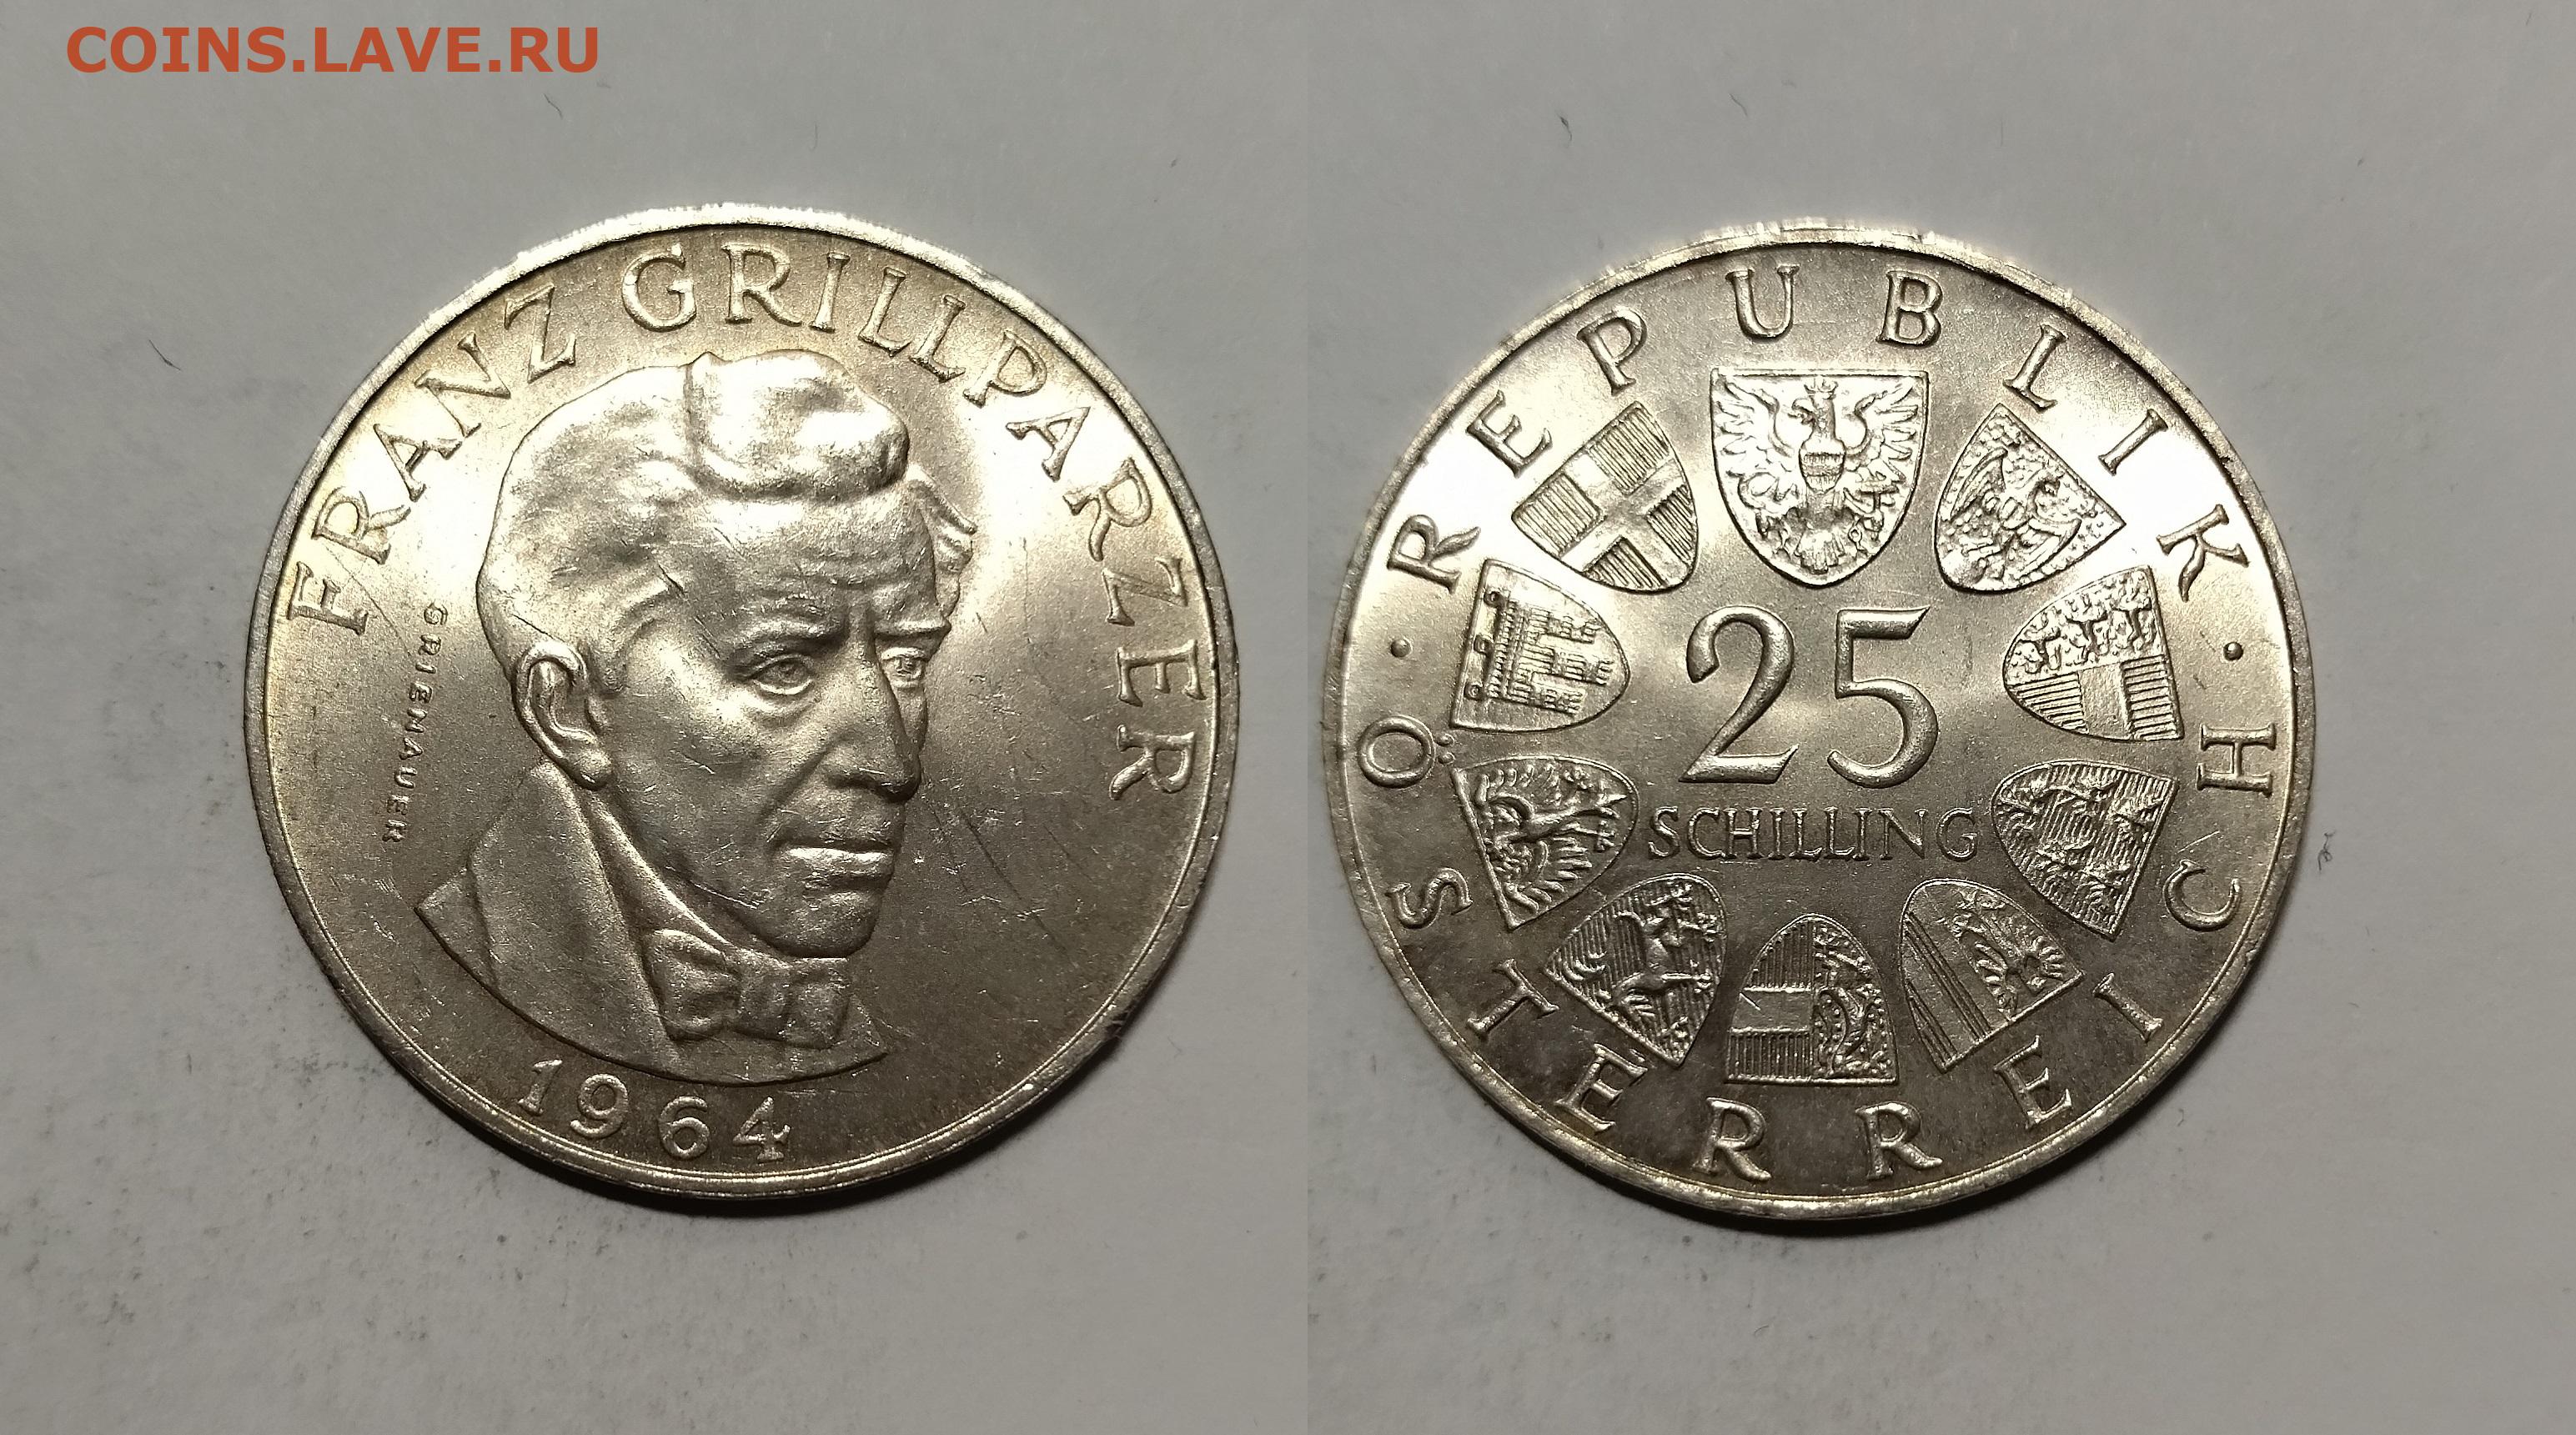 COINS.LAVE.RU
FRANZ GRILLPARZER
GRIENAUER
1964
REPUBLIK
25
SCHILLING
ÖSTERREICH